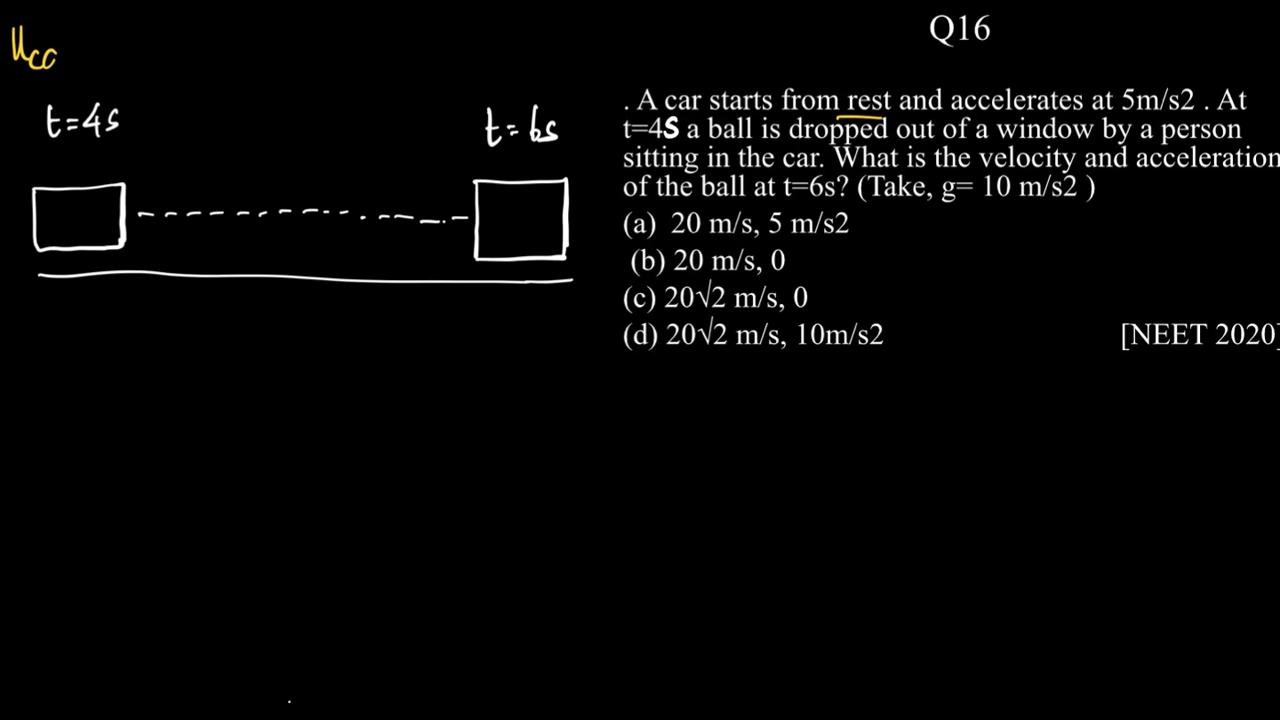 Q16
Ucc
t=4s
t=6s
. A car starts from rest and accelerates at 5m/s2 . At
t=4s a ball is dropped out of a window by a person
sitting in the car. What is the velocity and acceleration
of the ball at t=6s? (Take, g= 10 m/s2 )
(a) 20 m/s, 5 m/s2
(b) 20 m/s, 0
(c) 20√2 m/s, 0
(d) 20√2 m/s, 10m/s2 [NEET 2020]